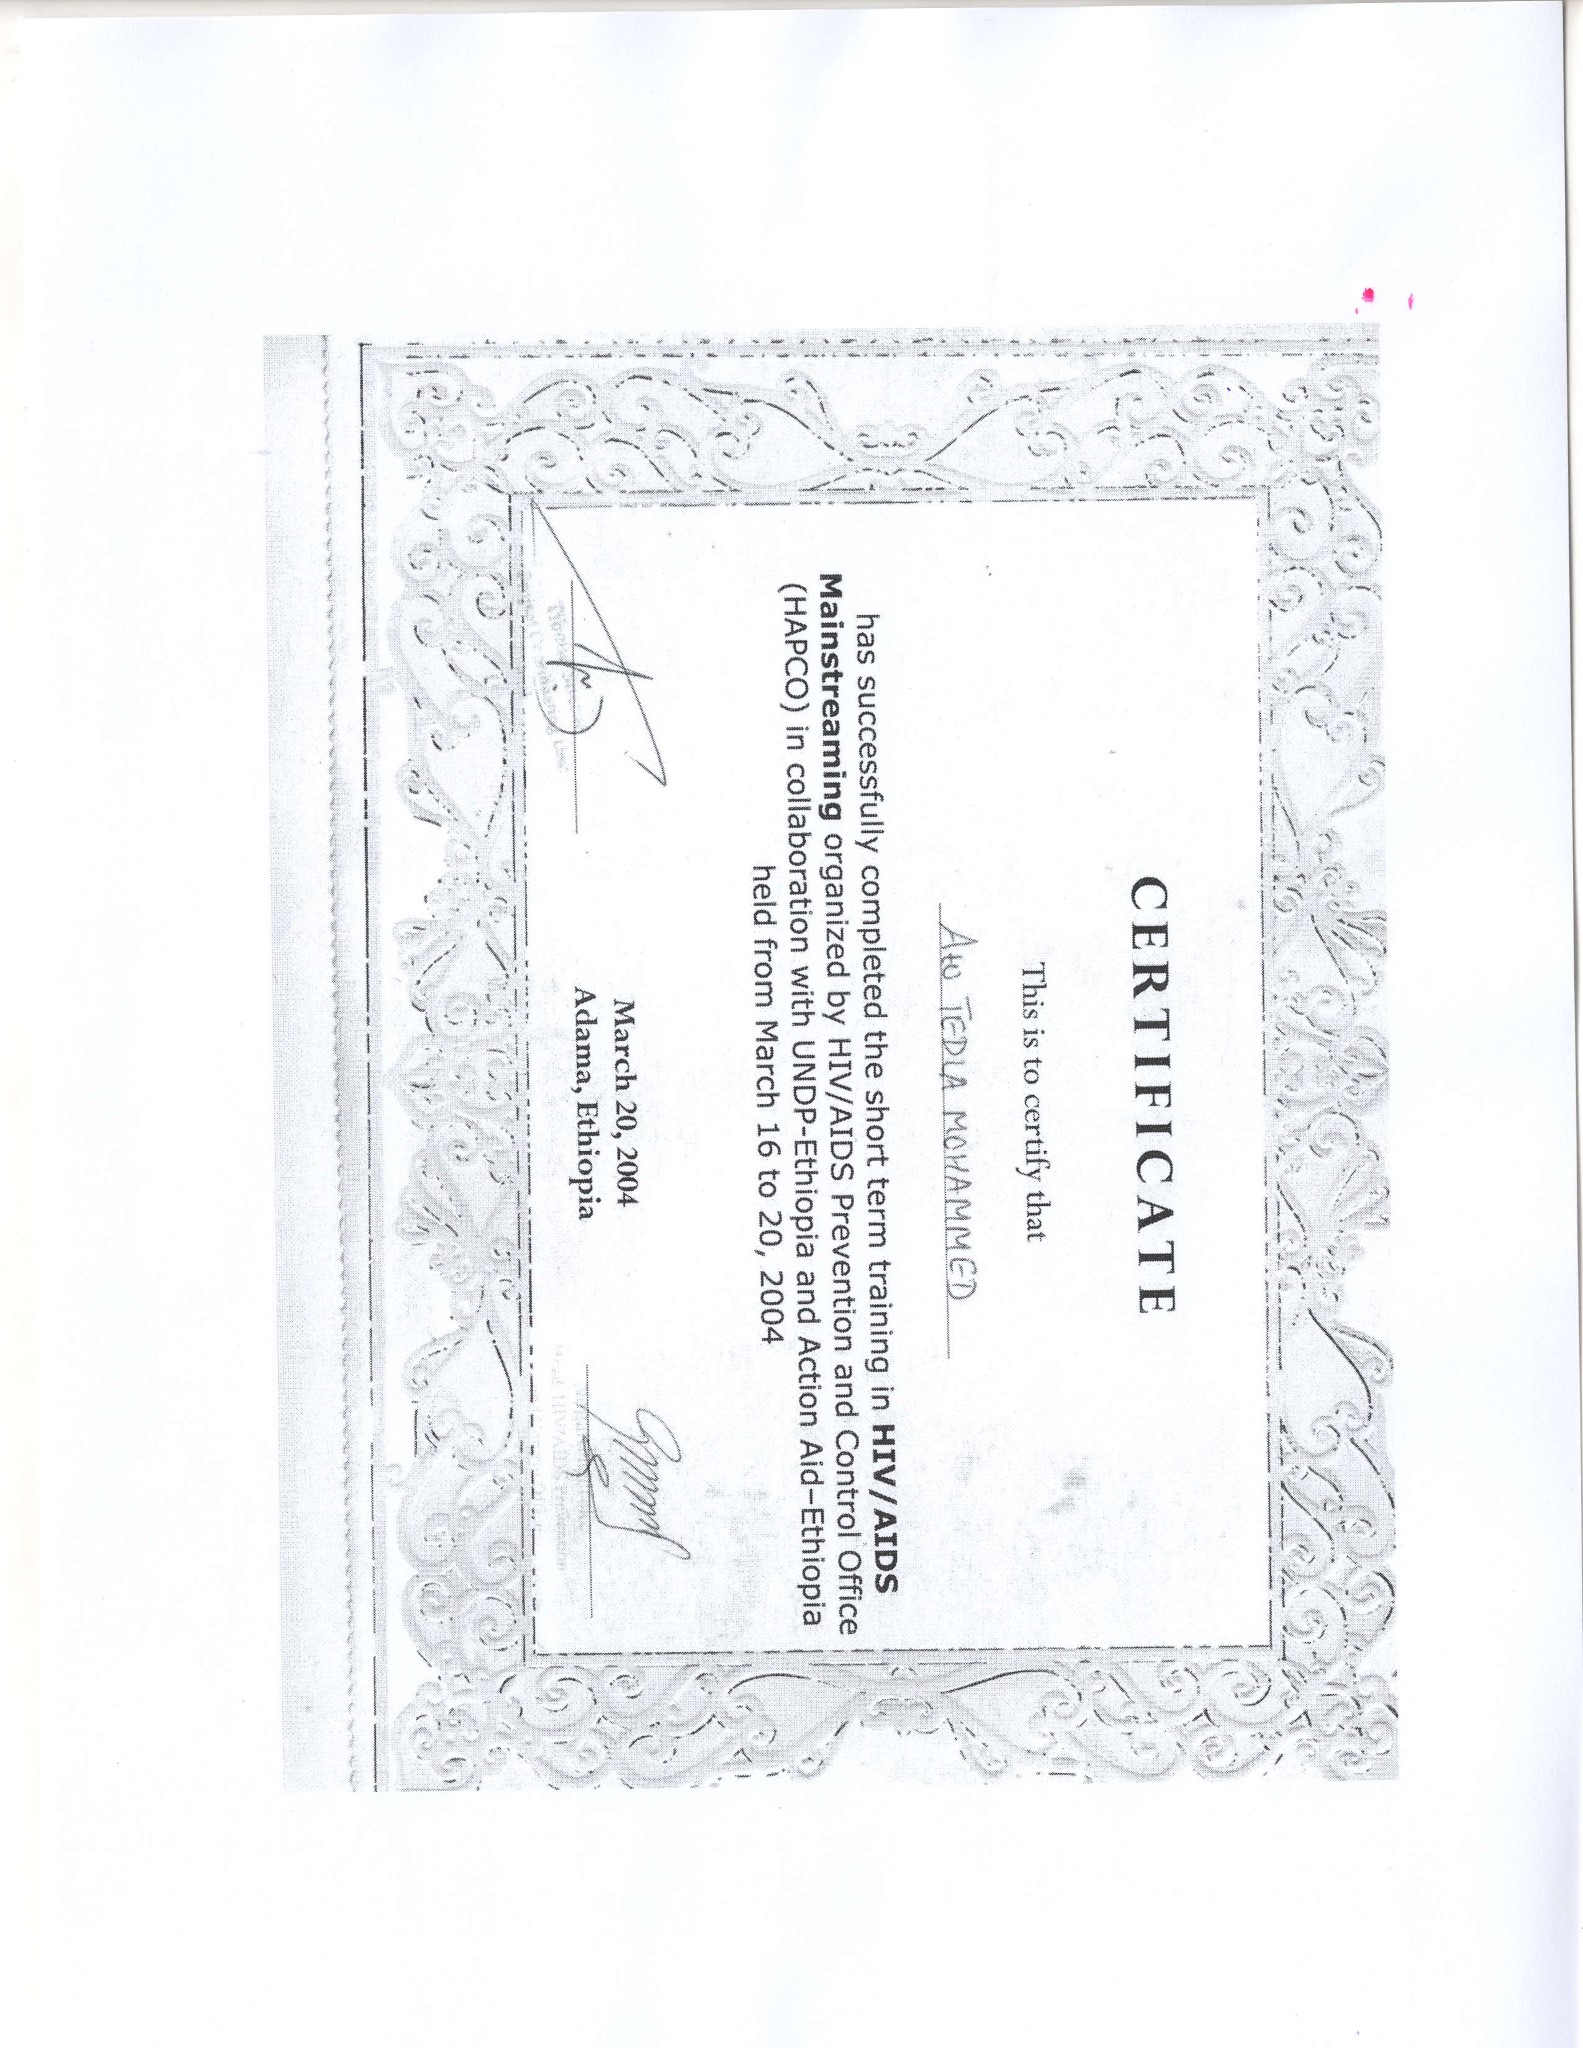 CERTIFICATE
This is to certify that
Ato TEDLA MOHAMMED
has successfully completed the short term training in HIV/AIDS
Mainstreaming organized by HIV/AIDS Prevention and Control Office
(HAPCO) in collaboration with UNDP-Ethiopia and Action Aid–Ethiopia
held from March 16 to 20, 2004
March 20, 2004
Adama, Ethiopia